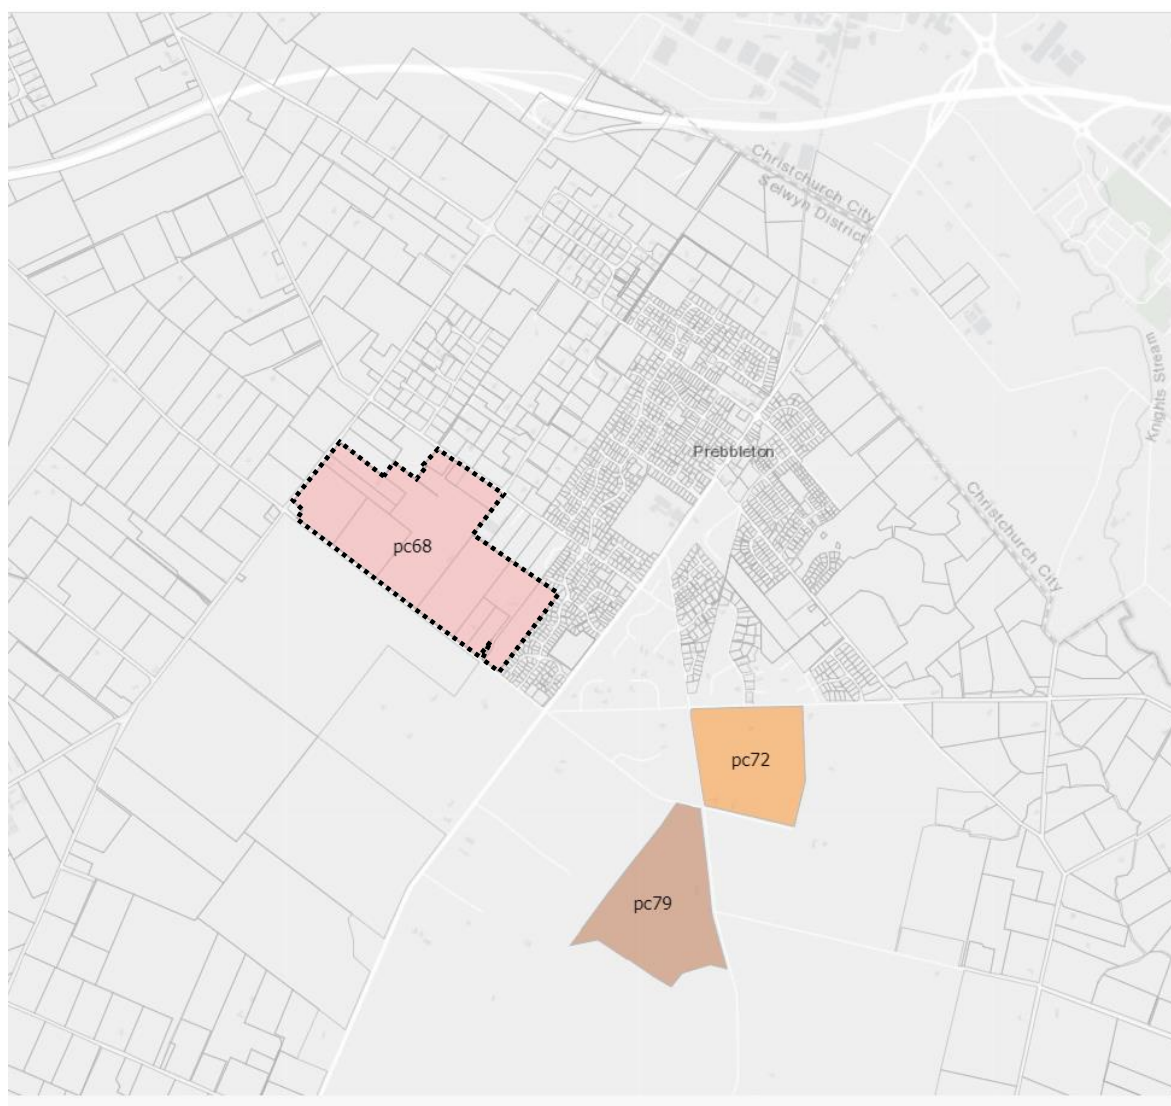 Christchurch City
Selwyn District
Knights Stream
Prebbleton
Christchurch City
pc68
pc72
pc79